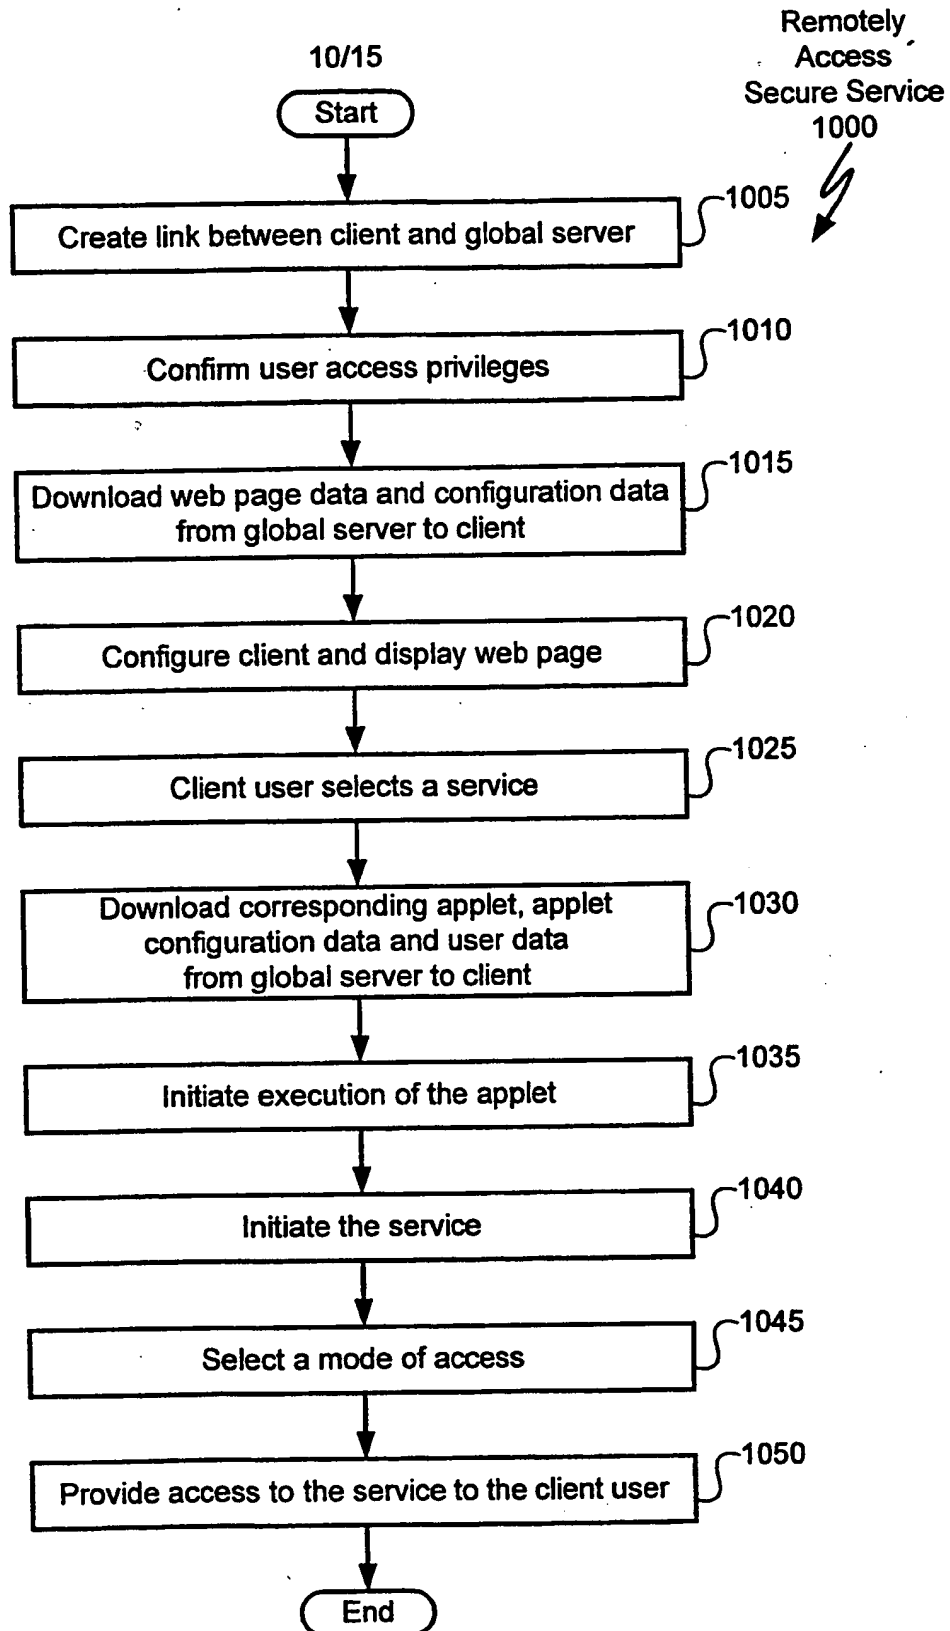 10/15
Remotely
Access
Secure Service
1000
Start
1005
Create link between client and global server
1010
Confirm user access privileges
1015
Download web page data and configuration data
from global server to client
1020
Configure client and display web page
1025
Client user selects a service
1030
Download corresponding applet, applet
configuration data and user data
from global server to client
1035
Initiate execution of the applet
1040
Initiate the service
1045
Select a mode of access
1050
Provide access to the service to the client user
End